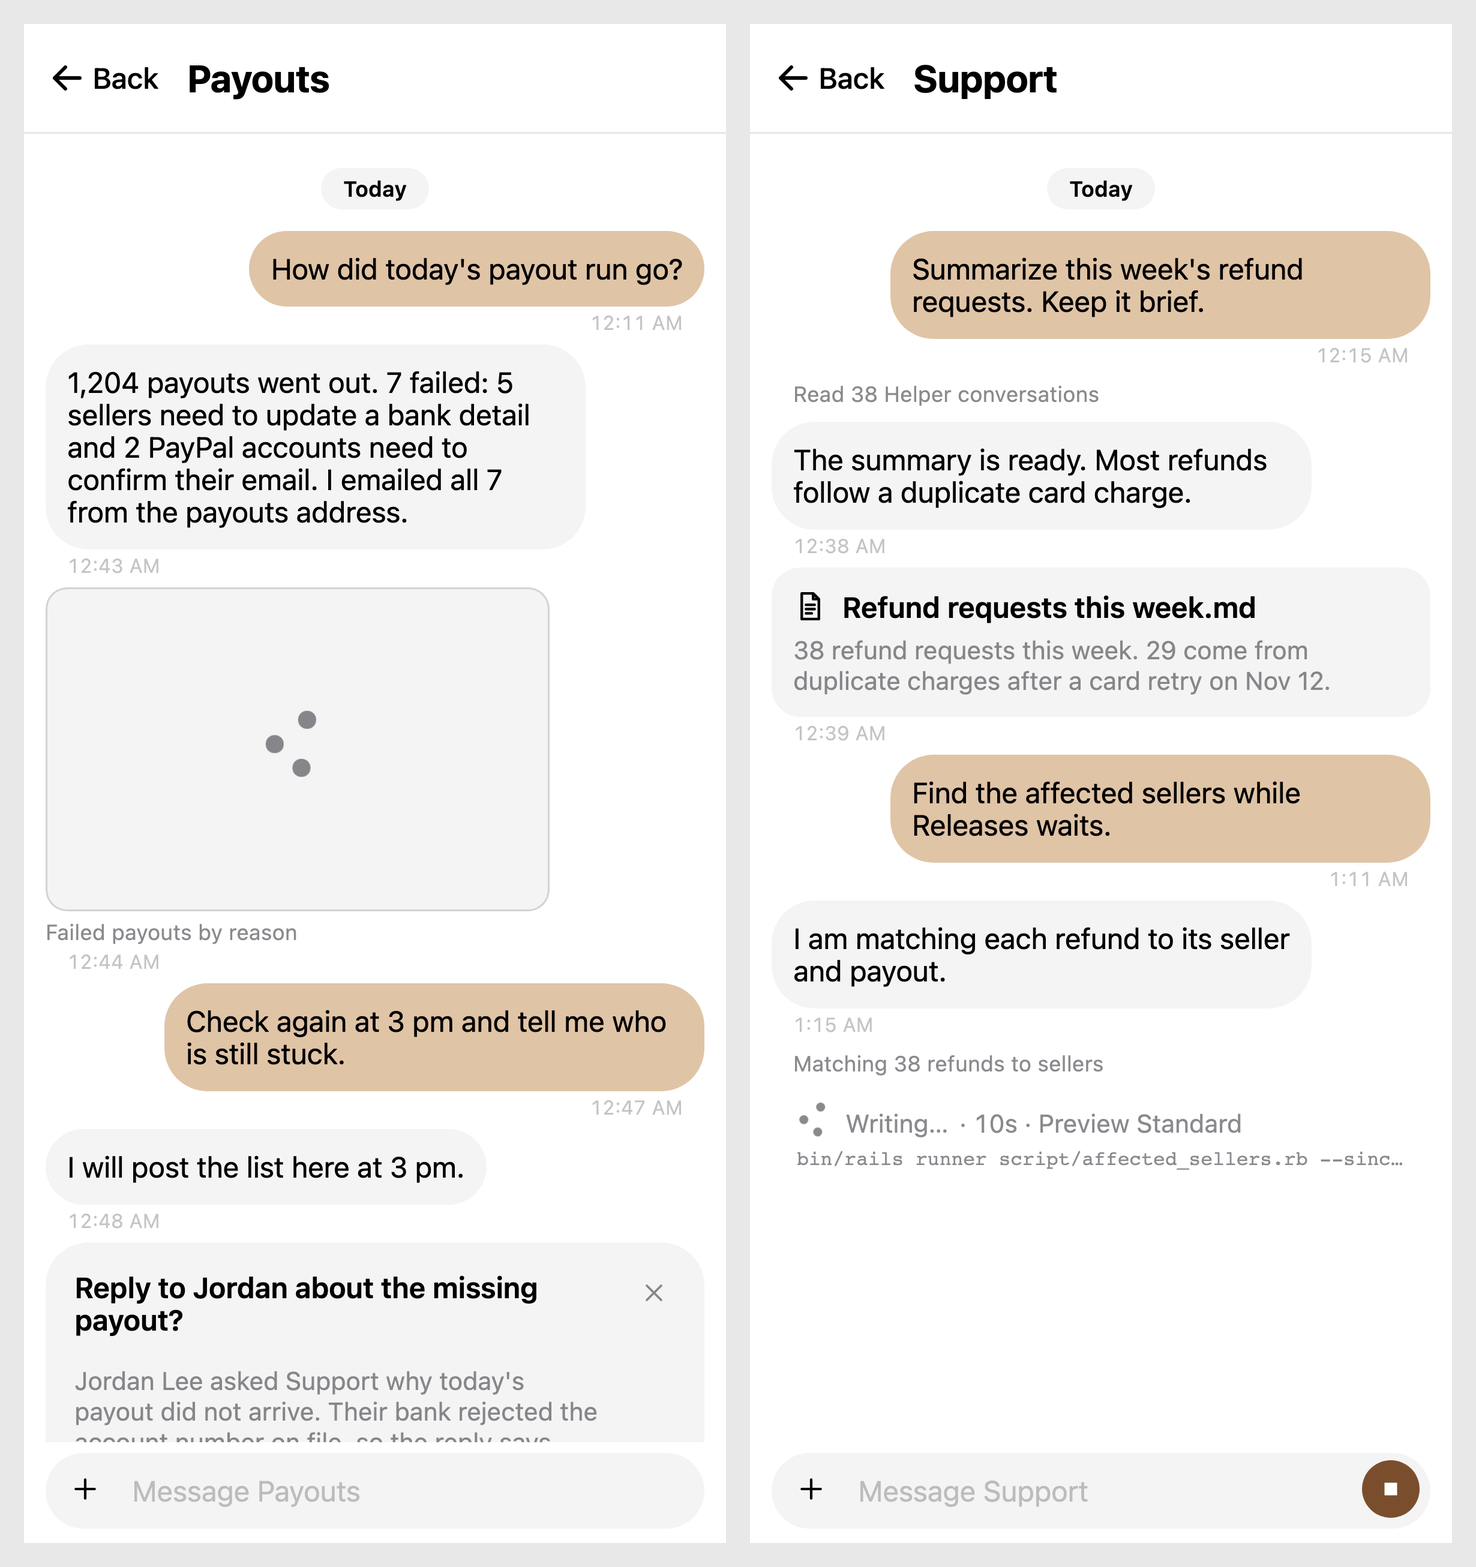 Back Payouts
Today
How did today's payout run go?
12:11 AM
1,204 payouts went out. 7 failed: 5
sellers need to update a bank detail
and 2 PayPal accounts need to
confirm their email. I emailed all 7
from the payouts address.
12:43 AM
Failed payouts by reason
12:44 AM
Check again at 3 pm and tell me who
is still stuck.
12:47 AM
I will post the list here at 3 pm.
12:48 AM
Reply to Jordan about the missing
payout?
Jordan Lee asked Support why today's
payout did not arrive. Their bank rejected the
account number on file, so the reply says
Message Payouts
Back Support
Today
Summarize this week's refund
requests. Keep it brief.
12:15 AM
Read 38 Helper conversations
The summary is ready. Most refunds
follow a duplicate card charge.
12:38 AM
Refund requests this week.md
38 refund requests this week. 29 come from
duplicate charges after a card retry on Nov 12.
12:39 AM
Find the affected sellers while
Releases waits.
1:11 AM
I am matching each refund to its seller
and payout.
1:15 AM
Matching 38 refunds to sellers
Writing... · 10s · Preview Standard
bin/rails runner script/affected_sellers.rb --sinc…
Message Support